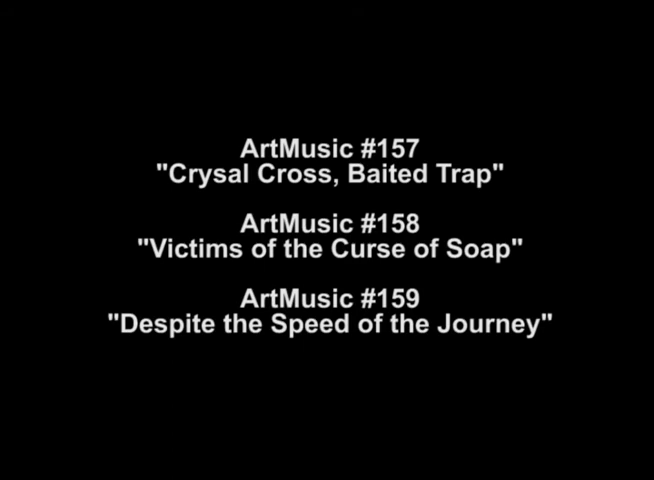 ArtMusic #157
"Crysal Cross, Baited Trap"
ArtMusic #158
"Victims of the Curse of Soap"
ArtMusic #159
"Despite the Speed of the Journey"